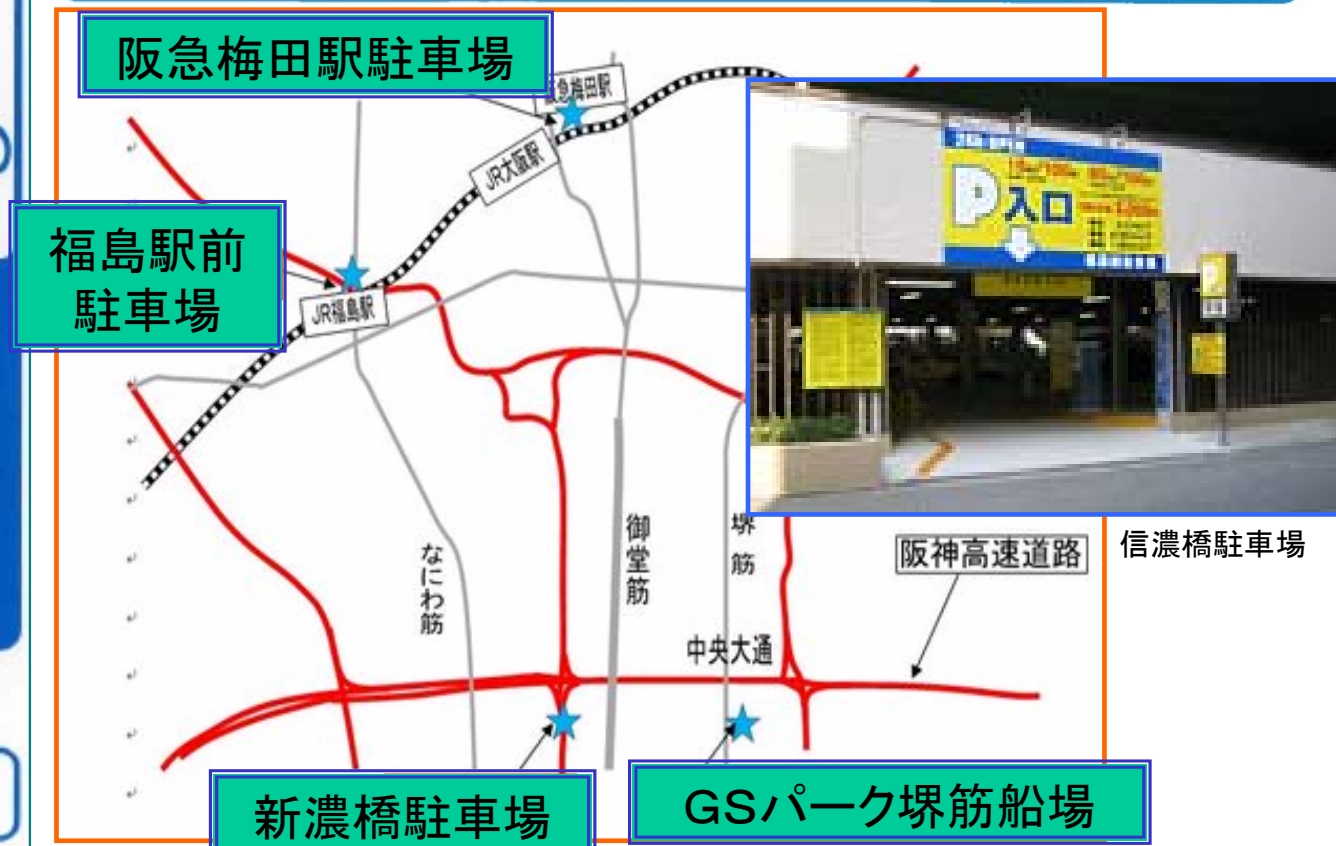 阪急梅田駅駐車場
阪急梅田駅
JR大阪駅
福島駅前
駐車場
JR福島駅
P入口
御堂筋
堺筋
なにわ筋
阪神高速道路
信濃橋駐車場
中央大通
新濃橋駐車場
GSパーク堺筋船場